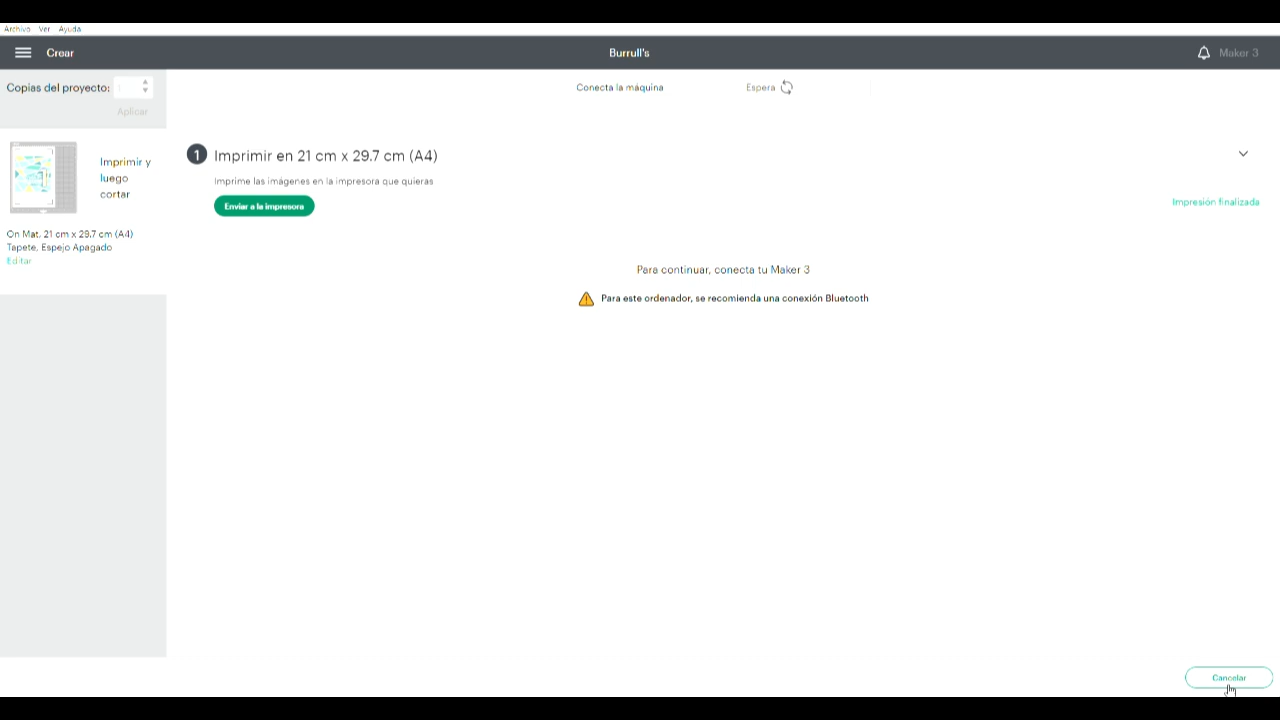 Archivo Ver Ayuda
Crear
Burrull's
Maker 3
Copias del proyecto:
Aplicar
Conecta la máquina
Espera
Imprimir y
luego
cortar
On Mat, 21 cm x 29.7 cm (A4)
Tapete, Espejo Apagado
Editar
1 Imprimir en 21 cm x 29.7 cm (A4)
Imprime las imágenes en la impresora que quieras
Enviar a la impresora
Impresión finalizada
Para continuar, conecta tu Maker 3
Para este ordenador, se recomienda una conexión Bluetooth
Cancelar